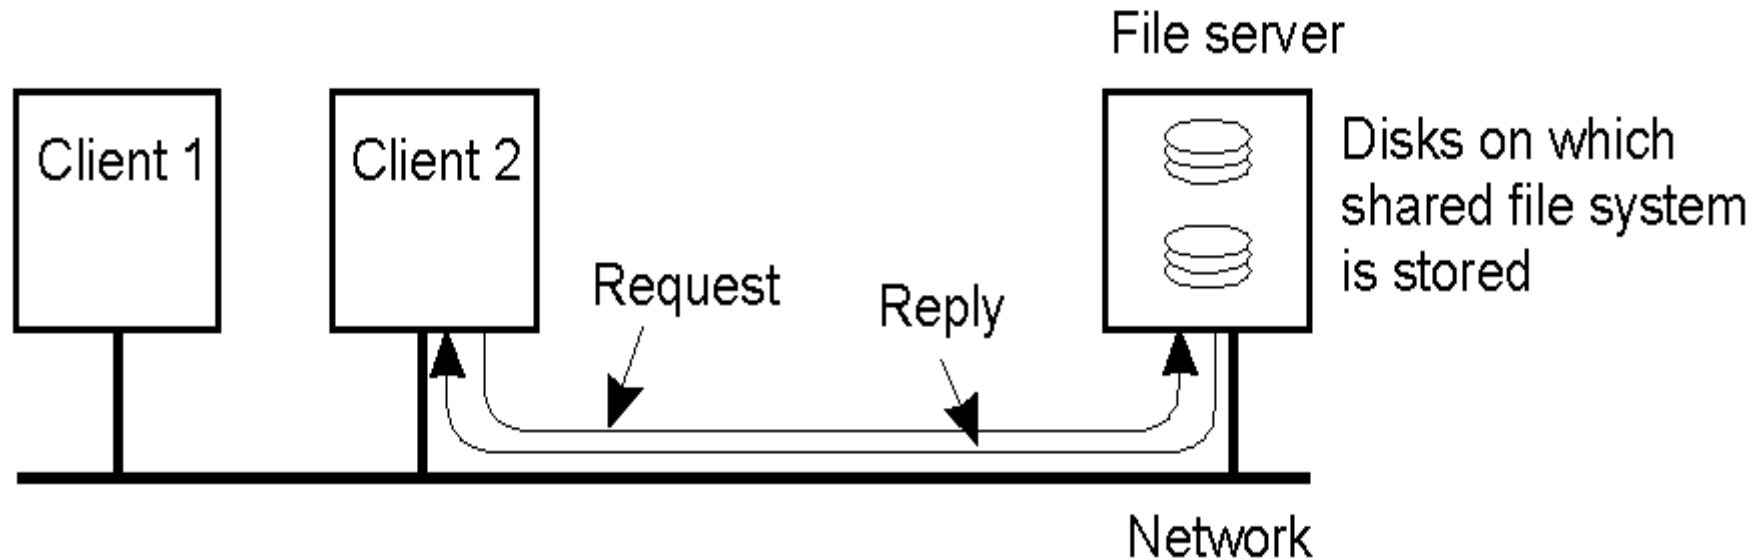 File server
Client 1
Client 2
Disks on which
shared file system
is stored
Request
Reply
Network